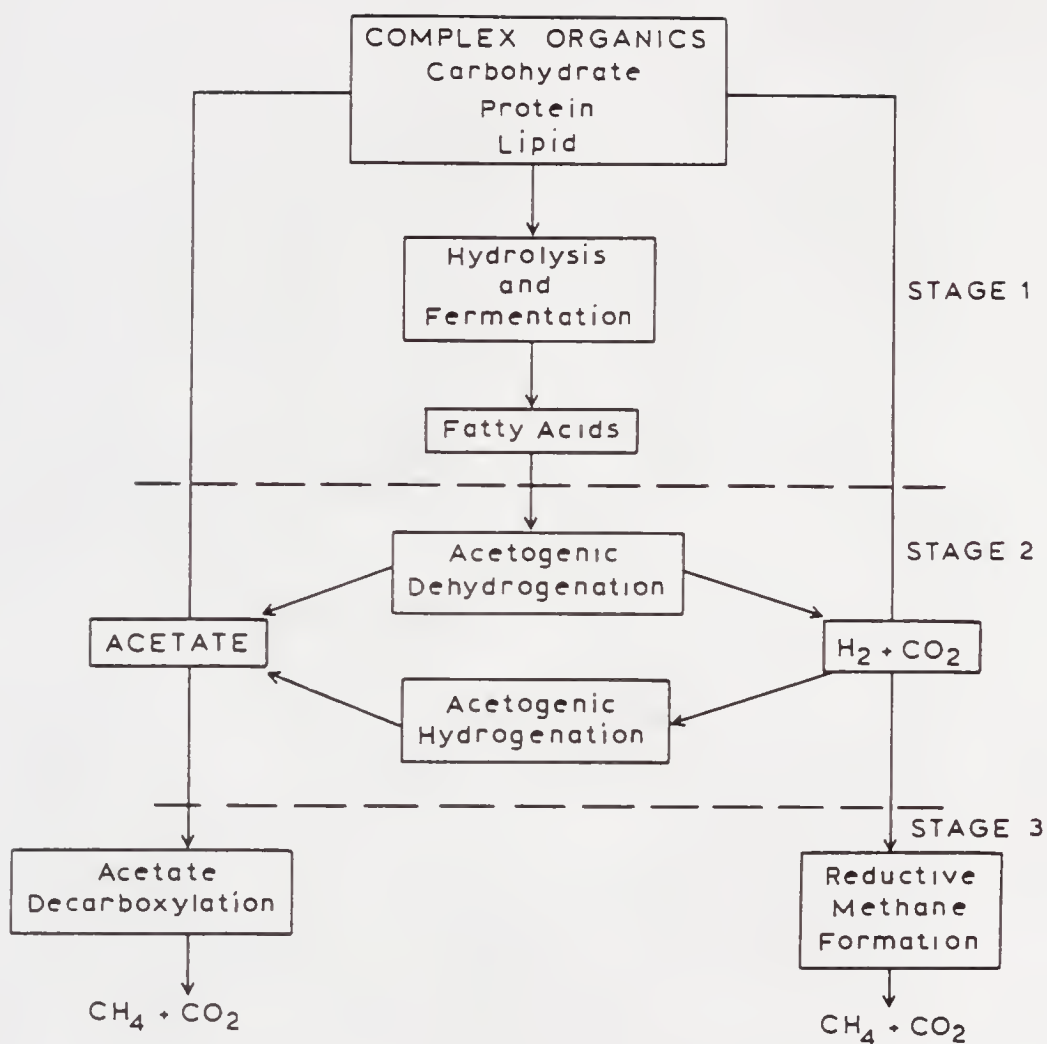 COMPLEX ORGANICS
Carbohydrate
Protein
Lipid
Hydrolysis
and
Fermentation
STAGE 1
Fatty Acids
Acetogenic
Dehydrogenation
STAGE 2
ACETATE
H₂ + CO₂
Acetogenic
Hydrogenation
STAGE 3
Acetate
Decarboxylation
Reductive
Methane
Formation
CH₄ + CO₂
CH₄ + CO₂